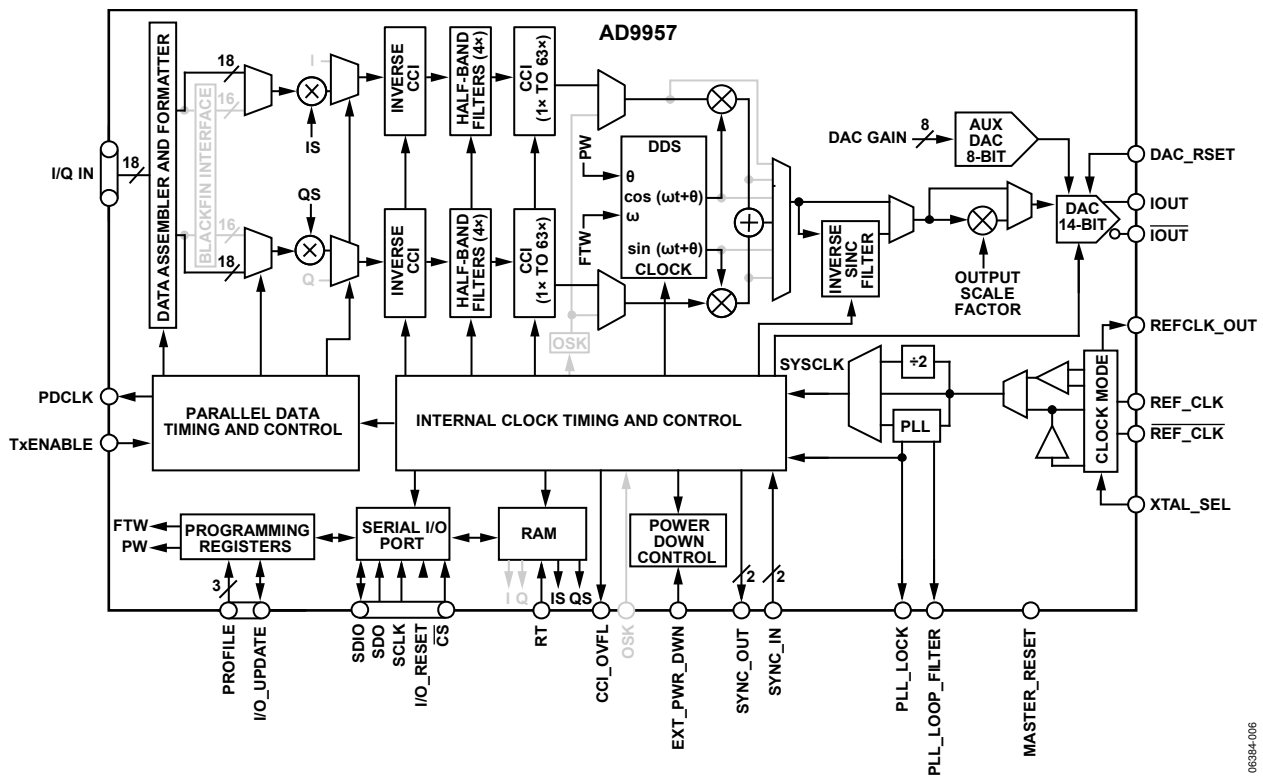 AD9957
I/Q IN
18
DATA ASSEMBLER AND FORMATTER
18
16
BLACKFIN INTERFACE
16
18
IS
QS
I
Q
INVERSE
CCI
HALF-BAND
FILTERS (4×)
CCI
(1× TO 63×)
INVERSE
CCI
HALF-BAND
FILTERS (4×)
CCI
(1× TO 63×)
OSK
PW
FTW
DDS
θ
cos (ωt+θ)
ω
sin (ωt+θ)
CLOCK
INVERSE
SINC
FILTER
OUTPUT
SCALE
FACTOR
DAC GAIN
8
AUX
DAC
8-BIT
DAC
14-BIT
DAC_RSET
IOUT
IOUT
REFCLK_OUT
REF_CLK
REF_CLK
XTAL_SEL
CLOCK MODE
SYSCLK
÷2
PLL
PDCLK
TxENABLE
PARALLEL DATA
TIMING AND CONTROL
INTERNAL CLOCK TIMING AND CONTROL
FTW
PW
PROGRAMMING
REGISTERS
SERIAL I/O
PORT
RAM
POWER
DOWN
CONTROL
3
I
Q
IS
QS
2
2
PROFILE
I/O_UPDATE
SDIO
SDO
SCLK
I/O_RESET
CS
RT
CCI_OVFL
OSK
EXT_PWR_DWN
SYNC_OUT
SYNC_IN
PLL_LOCK
PLL_LOOP_FILTER
MASTER_RESET
06384-006